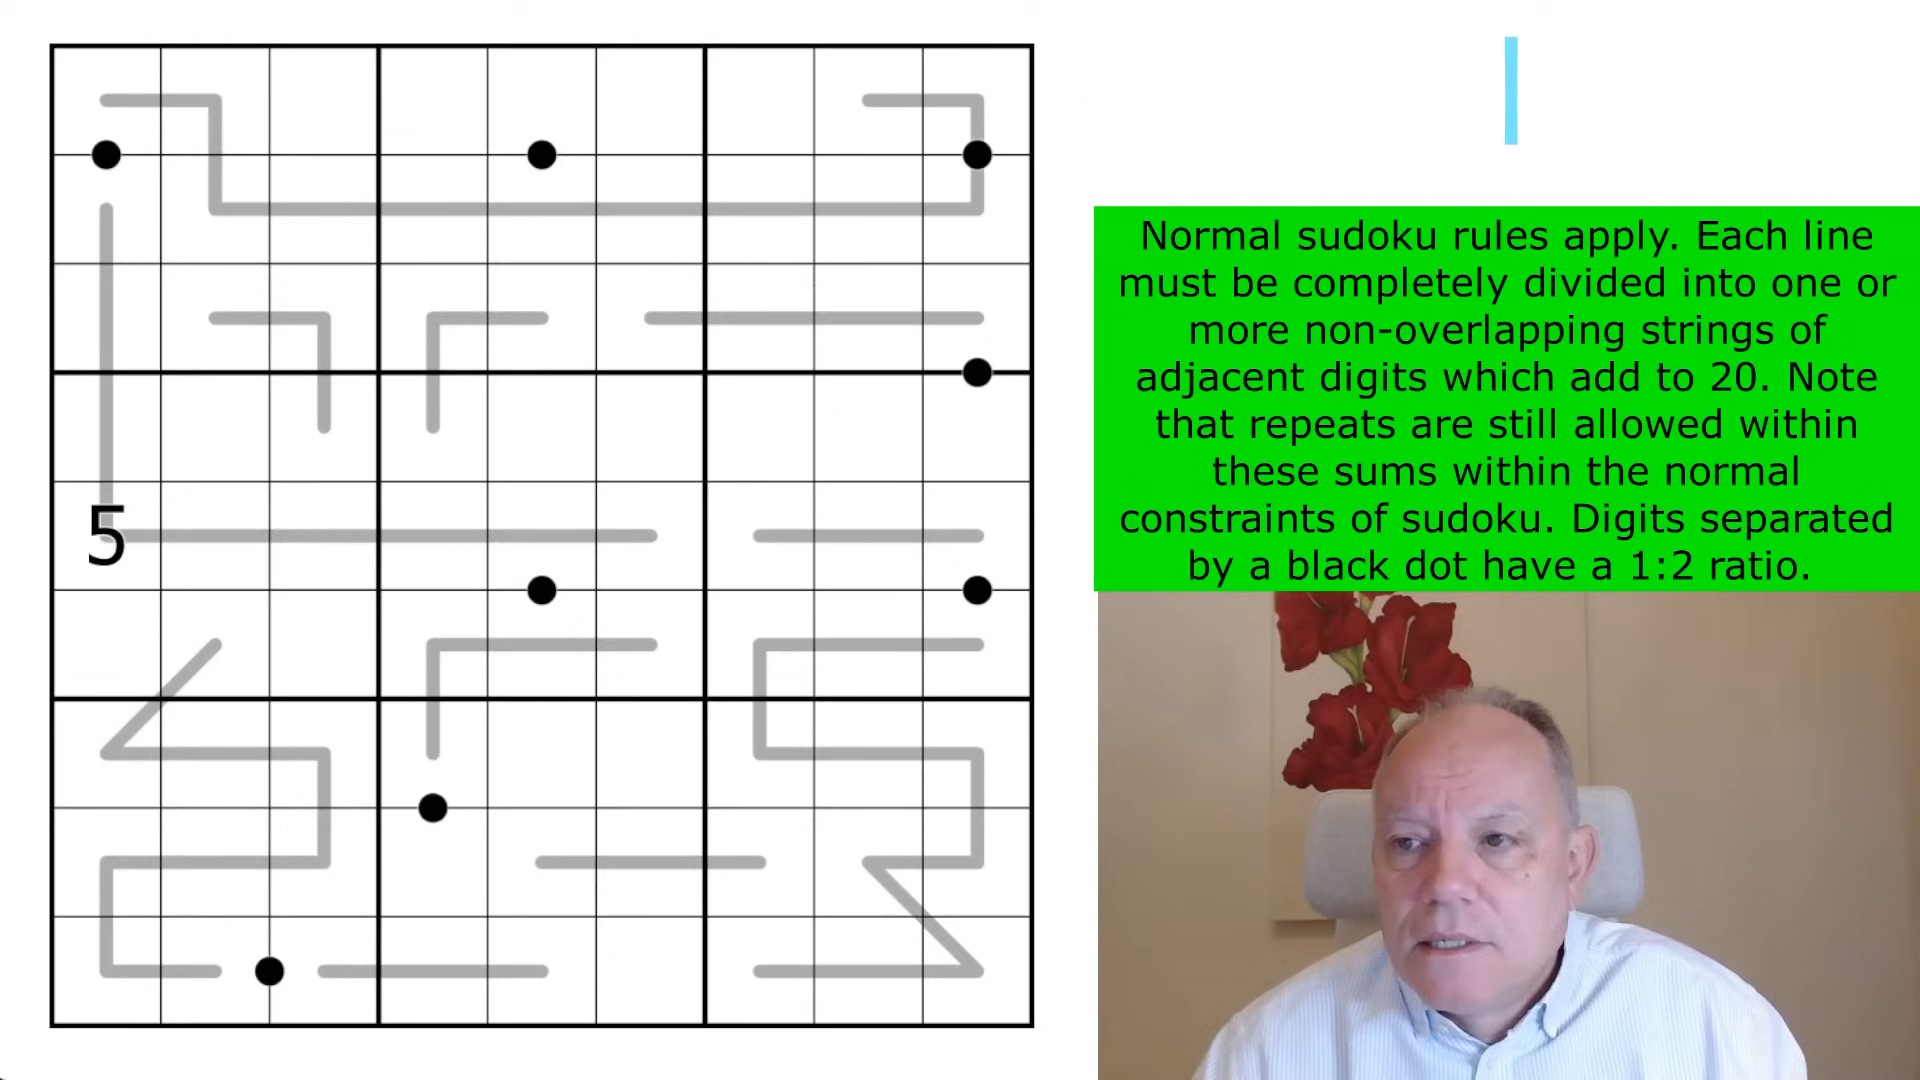 Normal sudoku rules apply. Each line
must be completely divided into one or
more non-overlapping strings of
adjacent digits which add to 20. Note
that repeats are still allowed within
these sums within the normal
constraints of sudoku. Digits separated
by a black dot have a 1:2 ratio.
5